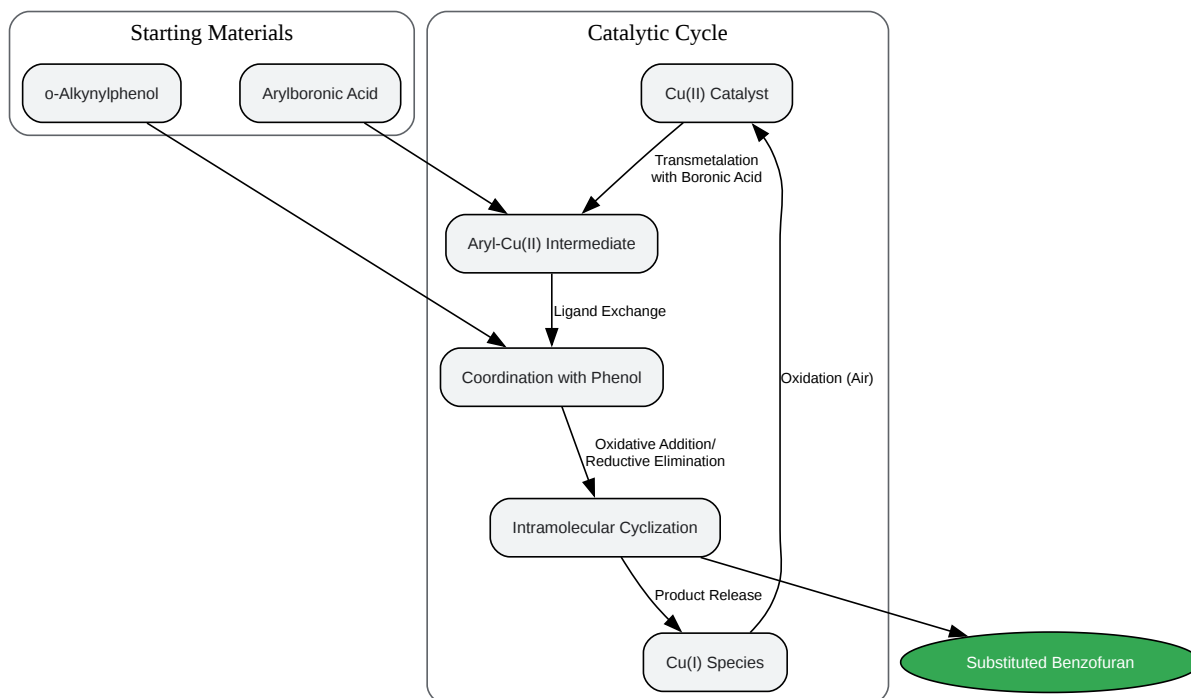 Starting Materials
Catalytic Cycle
o-Alkynylphenol
Arylboronic Acid
Cu(II) Catalyst
Transmetalation
with Boronic Acid
Aryl-Cu(II) Intermediate
Ligand Exchange
Coordination with Phenol
Oxidation (Air)
Oxidative Addition/
Reductive Elimination
Intramolecular Cyclization
Product Release
Cu(I) Species
Substituted Benzofuran